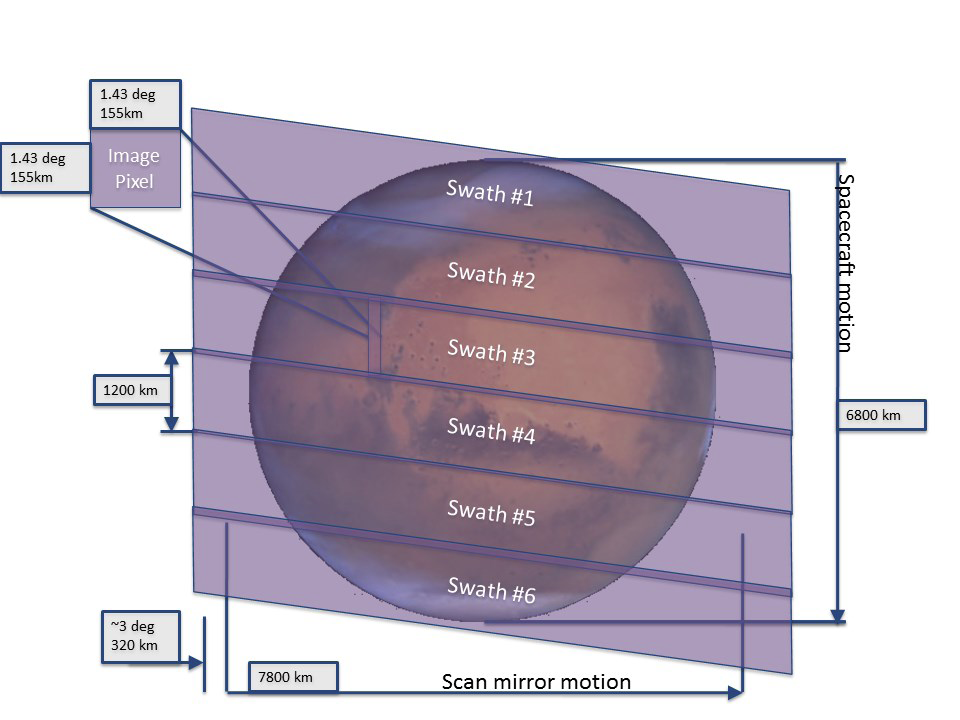 1.43 deg
155km
1.43 deg
155km
Image
Pixel
Swath #1
Swath #2
Swath #3
Swath #4
Swath #5
Swath #6
Spacecraft motion
1200 km
6800 km
~3 deg
320 km
7800 km
Scan mirror motion